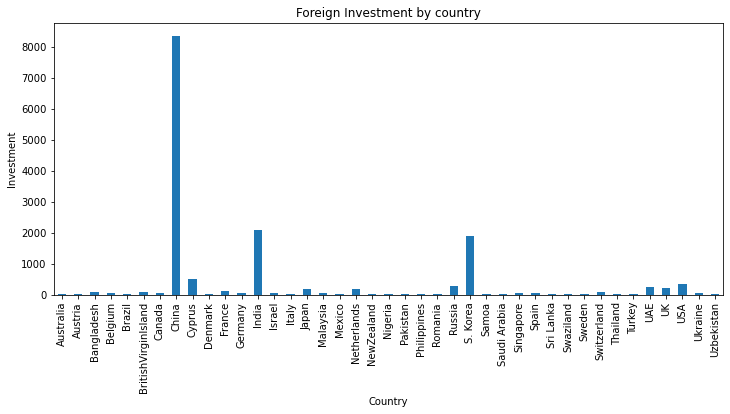 Foreign Investment by country
Investment
8000
7000
6000
5000
4000
3000
2000
1000
0
Australia
Austria
Bangladesh
Belgium
Brazil
BritishVirginIsland
Canada
China
Cyprus
Denmark
France
Germany
India
Israel
Italy
Japan
Malaysia
Mexico
Netherlands
NewZealand
Nigeria
Pakistan
Philippines
Romania
Russia
S. Korea
Samoa
Saudi Arabia
Singapore
Spain
Sri Lanka
Swaziland
Sweden
Switzerland
Thailand
Turkey
UAE
UK
USA
Ukraine
Uzbekistan
Country